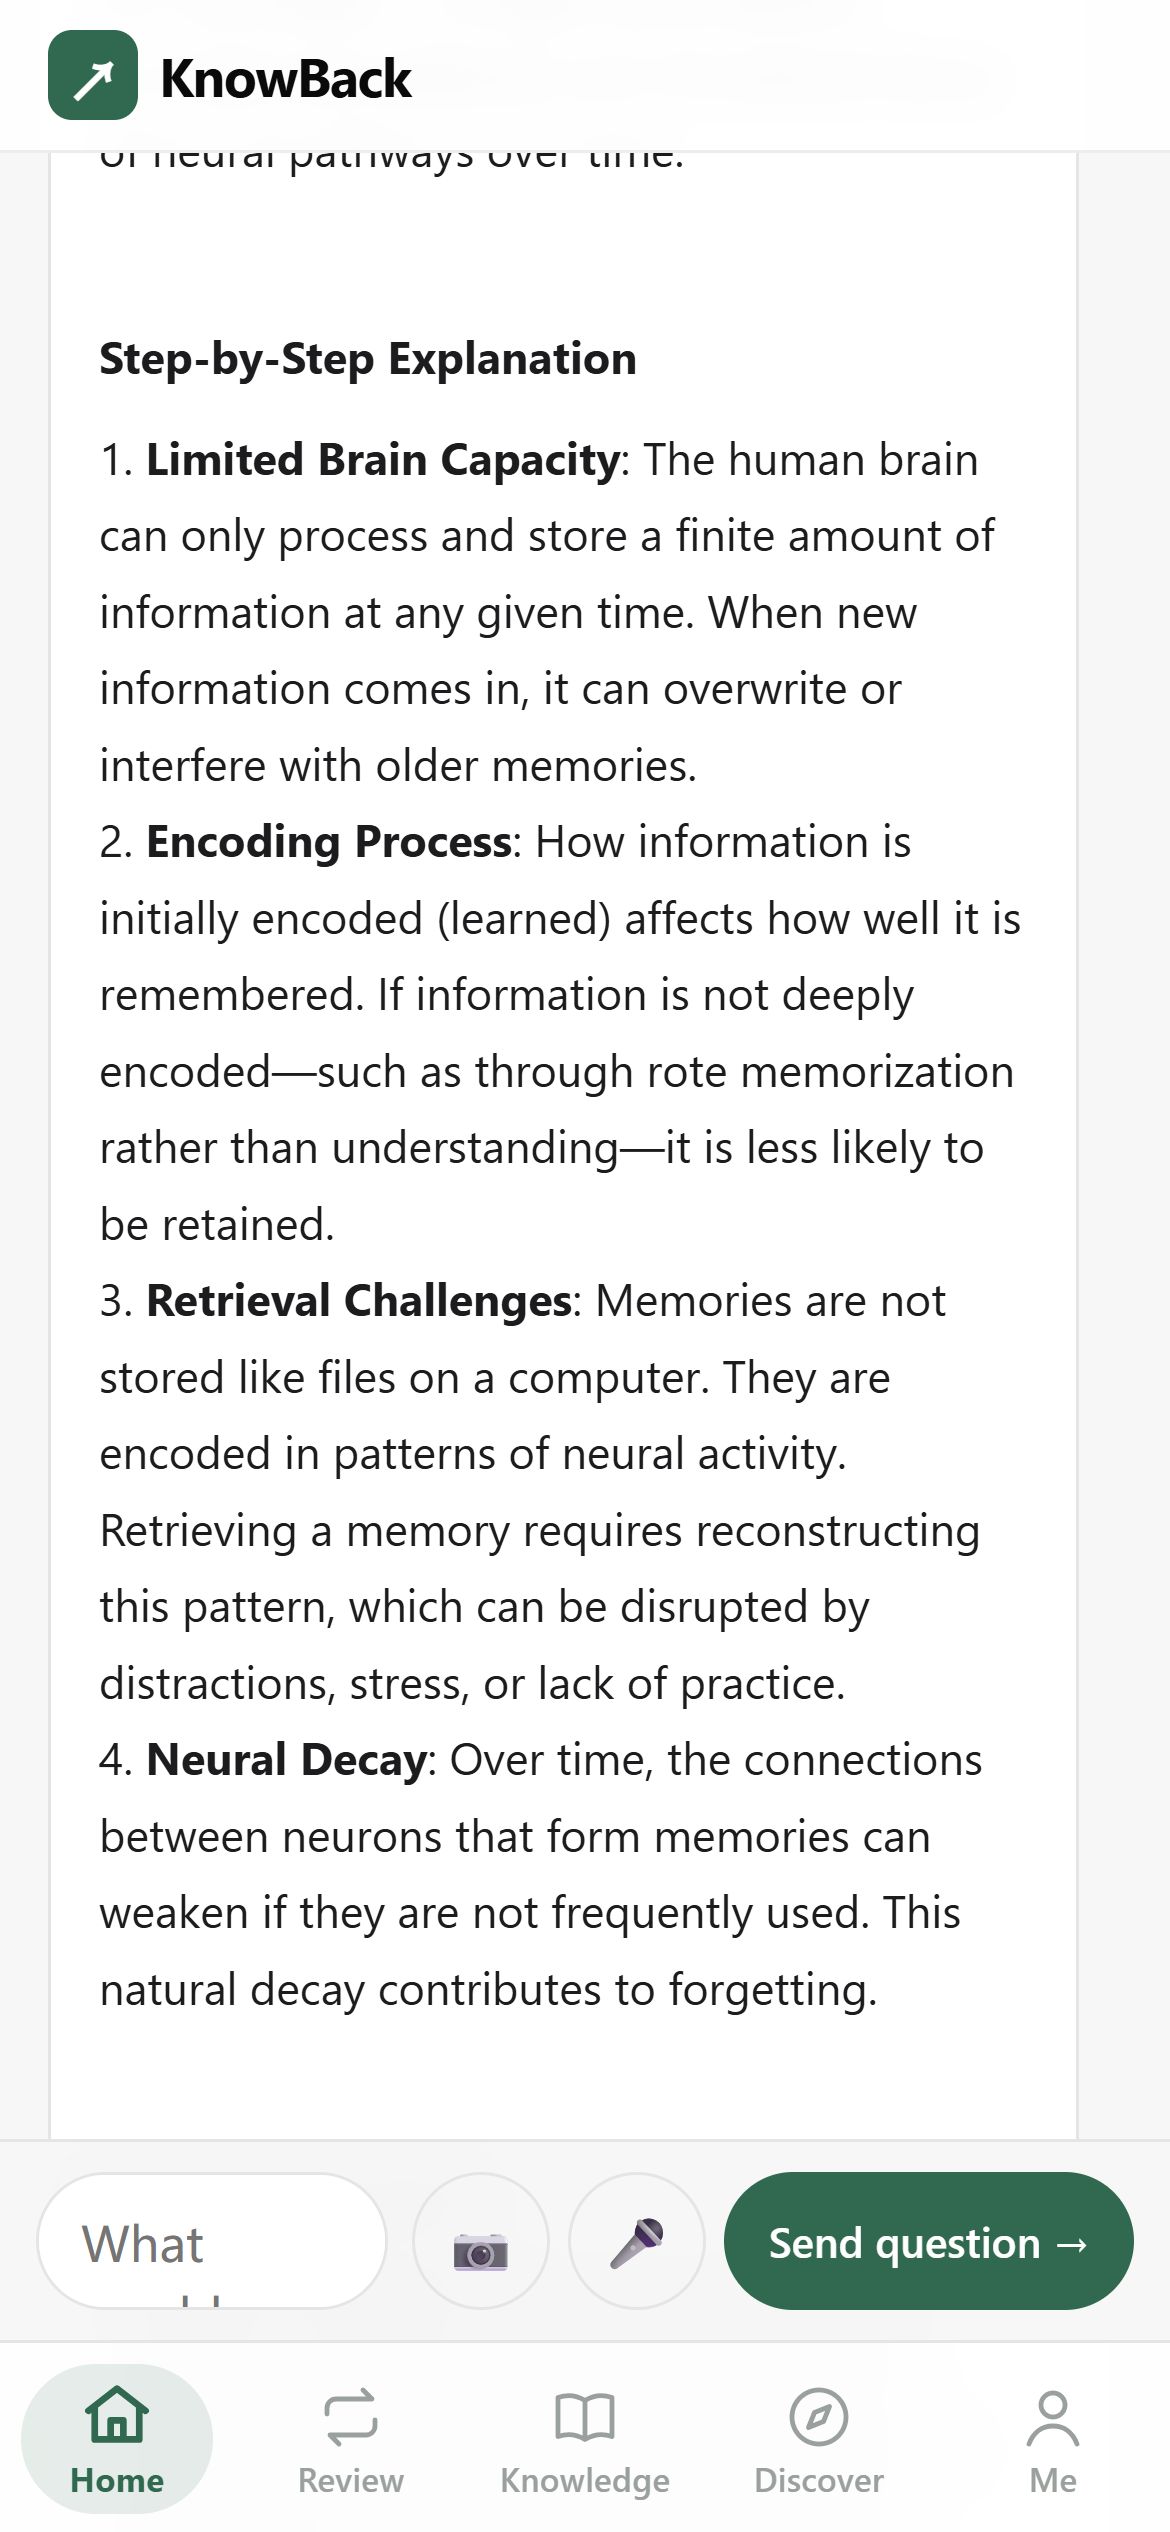 KnowBack
of neural pathways over time.
Step-by-Step Explanation
1. Limited Brain Capacity: The human brain
can only process and store a finite amount of
information at any given time. When new
information comes in, it can overwrite or
interfere with older memories.
2. Encoding Process: How information is
initially encoded (learned) affects how well it is
remembered. If information is not deeply
encoded—such as through rote memorization
rather than understanding—it is less likely to
be retained.
3. Retrieval Challenges: Memories are not
stored like files on a computer. They are
encoded in patterns of neural activity.
Retrieving a memory requires reconstructing
this pattern, which can be disrupted by
distractions, stress, or lack of practice.
4. Neural Decay: Over time, the connections
between neurons that form memories can
weaken if they are not frequently used. This
natural decay contributes to forgetting.
What
Send question →
Home
Review
Knowledge
Discover
Me